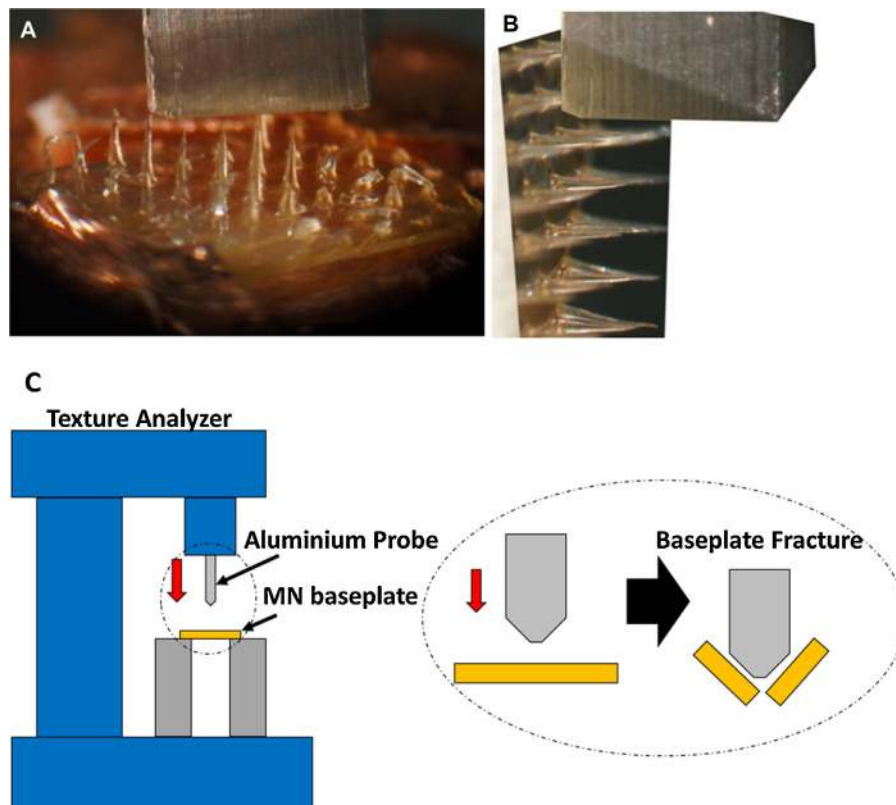 A
B
C
Texture Analyzer
Aluminium Probe
MN baseplate
Baseplate Fracture